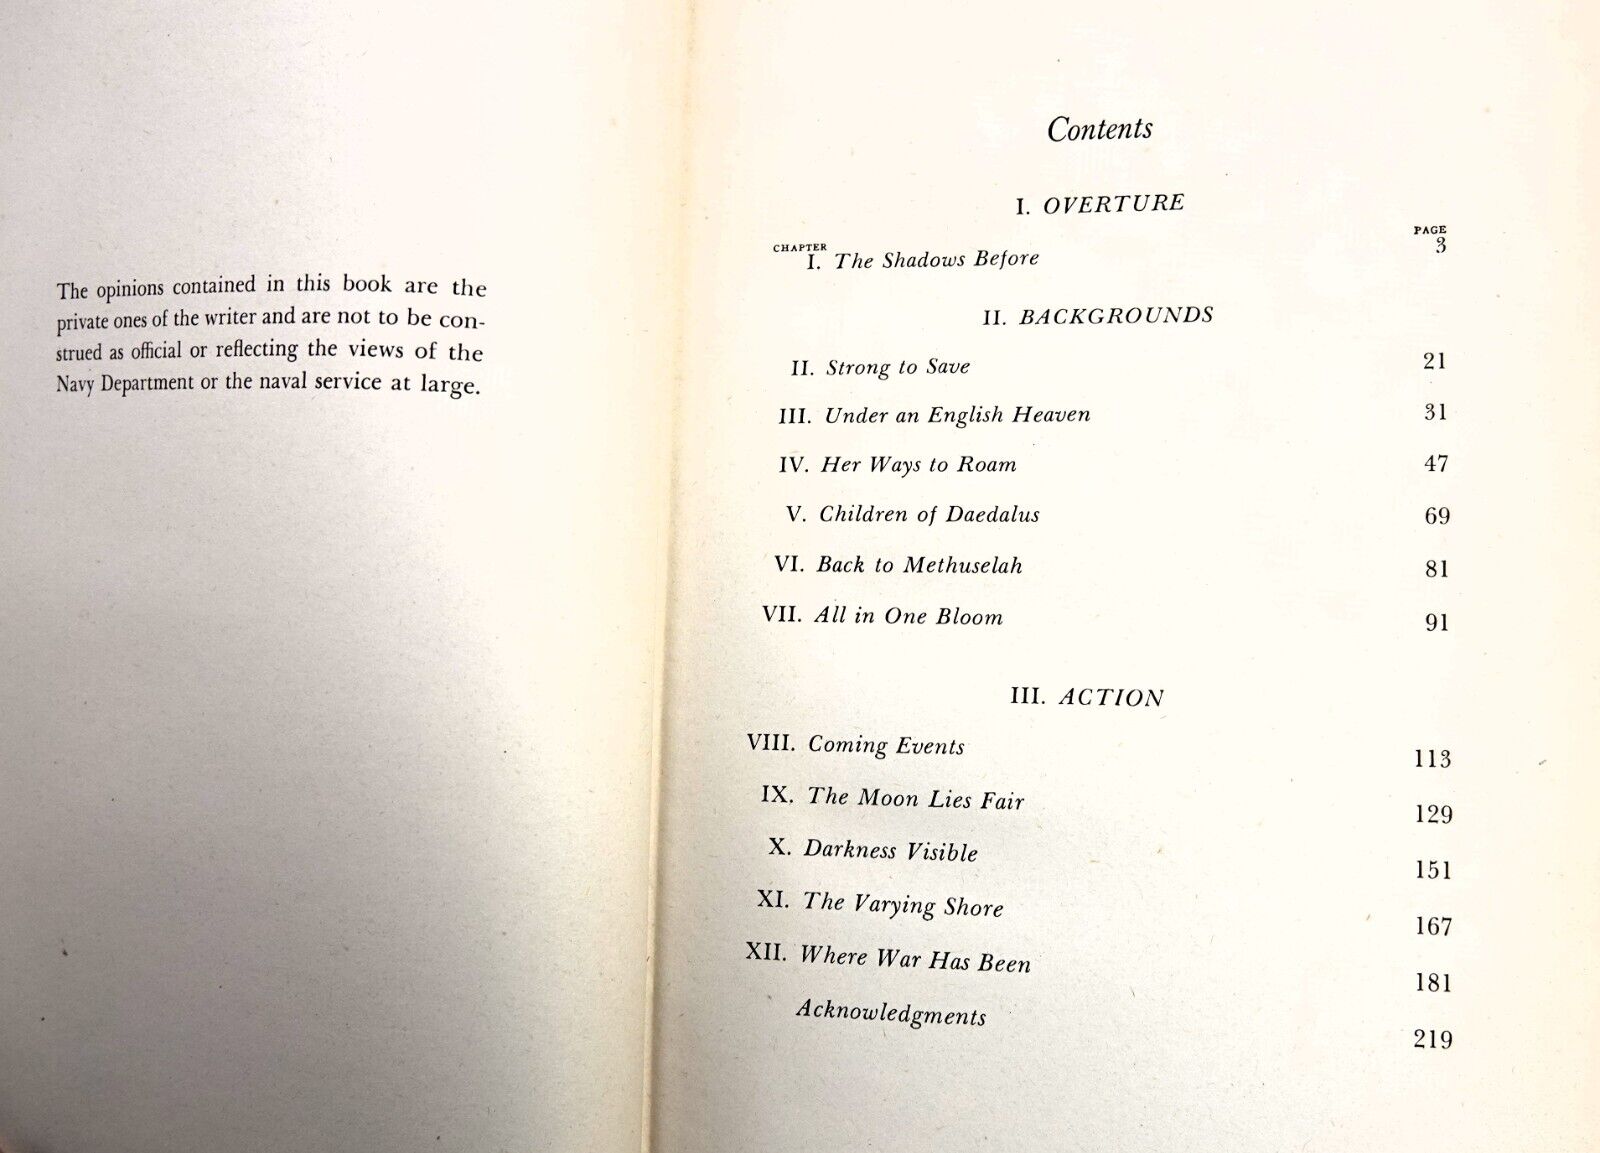 The opinions contained in this book are the
private ones of the writer and are not to be con-
strued as official or reflecting the views of the
Navy Department or the naval service at large.
Contents
I. OVERTURE
CHAPTER PAGE
I. The Shadows Before 3
II. BACKGROUNDS
II. Strong to Save 21
III. Under an English Heaven 31
IV. Her Ways to Roam 47
V. Children of Daedalus 69
VI. Back to Methuselah 81
VII. All in One Bloom 91
III. ACTION
VIII. Coming Events 113
IX. The Moon Lies Fair 129
X. Darkness Visible 151
XI. The Varying Shore 167
XII. Where War Has Been 181
Acknowledgments 219